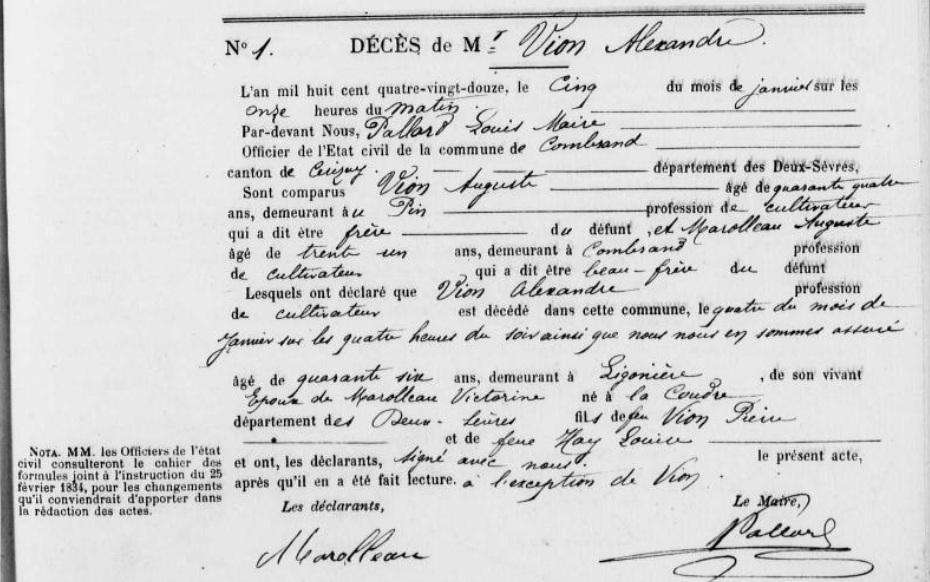 N° 1. DÉCÈS de Mr Vion Alexandre.
L'an mil huit cent quatre-vingt-douze, le Cinq du mois de janvier sur les
onze heures du matin.
Par-devant Nous, Pallard Louis Maire
Officier de l'Etat civil de la commune de Combrand
canton de Cerizay. département des Deux-Sèvres,
Sont comparus Vion Auguste âgé de quarante quatre
ans, demeurant au Pin profession de cultivateur
qui a dit être frère du défunt, et Marolleau Auguste
âgé de trente un ans, demeurant à Combrand profession
de cultivateur qui a dit être beau-frère du défunt
Lesquels ont déclaré que Vion Alexandre profession
de cultivateur est décédé dans cette commune, le quatre du mois de
Janvier sur les quatre heures du soir ainsi que nous nous en sommes assuré
âgé de quarante six ans, demeurant à Ligonière, de son vivant
Epoux de Marolleau Victorine né à la Coudre
département des Deux-Sèvres fils de feu Vion Pierre
et de feue Hay Louise
et ont, les déclarants, signé avec nous. le présent acte,
après qu'il en a été fait lecture. à l'exception de Vion.
NOTA. MM. les Officiers de l'état
civil consulteront le cahier des
formules joint à l'instruction du 25
février 1834, pour les changements
qu'il conviendrait d'apporter dans
la rédaction des actes.
Les déclarants, Le Maire,
Marolleau Pallard